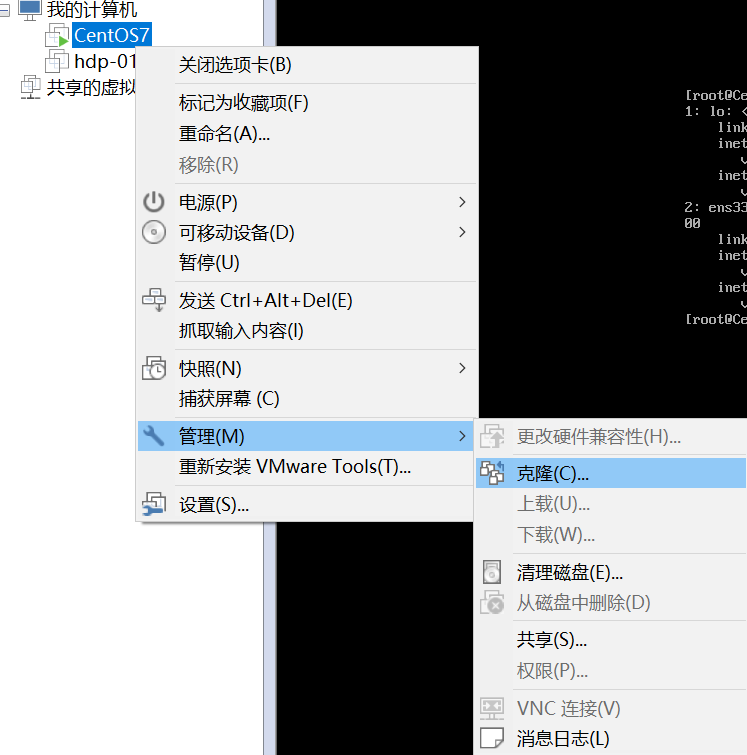 我的计算机
CentOS7
hdp-01
共享的虚拟
关闭选项卡(B)
标记为收藏项(F)
重命名(A)...
移除(R)
电源(P)
可移动设备(D)
暂停(U)
发送 Ctrl+Alt+Del(E)
抓取输入内容(I)
快照(N)
捕获屏幕 (C)
管理(M)
重新安装 VMware Tools(T)...
设置(S)...
更改硬件兼容性(H)...
克隆(C)...
上载(U)...
下载(W)...
清理磁盘(E)...
从磁盘中删除(D)
共享(S)...
权限(P)...
VNC 连接(V)
消息日志(L)
[root@Ce
1: lo: <
link
inet
v
inet
v
2: ens33
00
link
inet
v
inet
v
[root@Ce